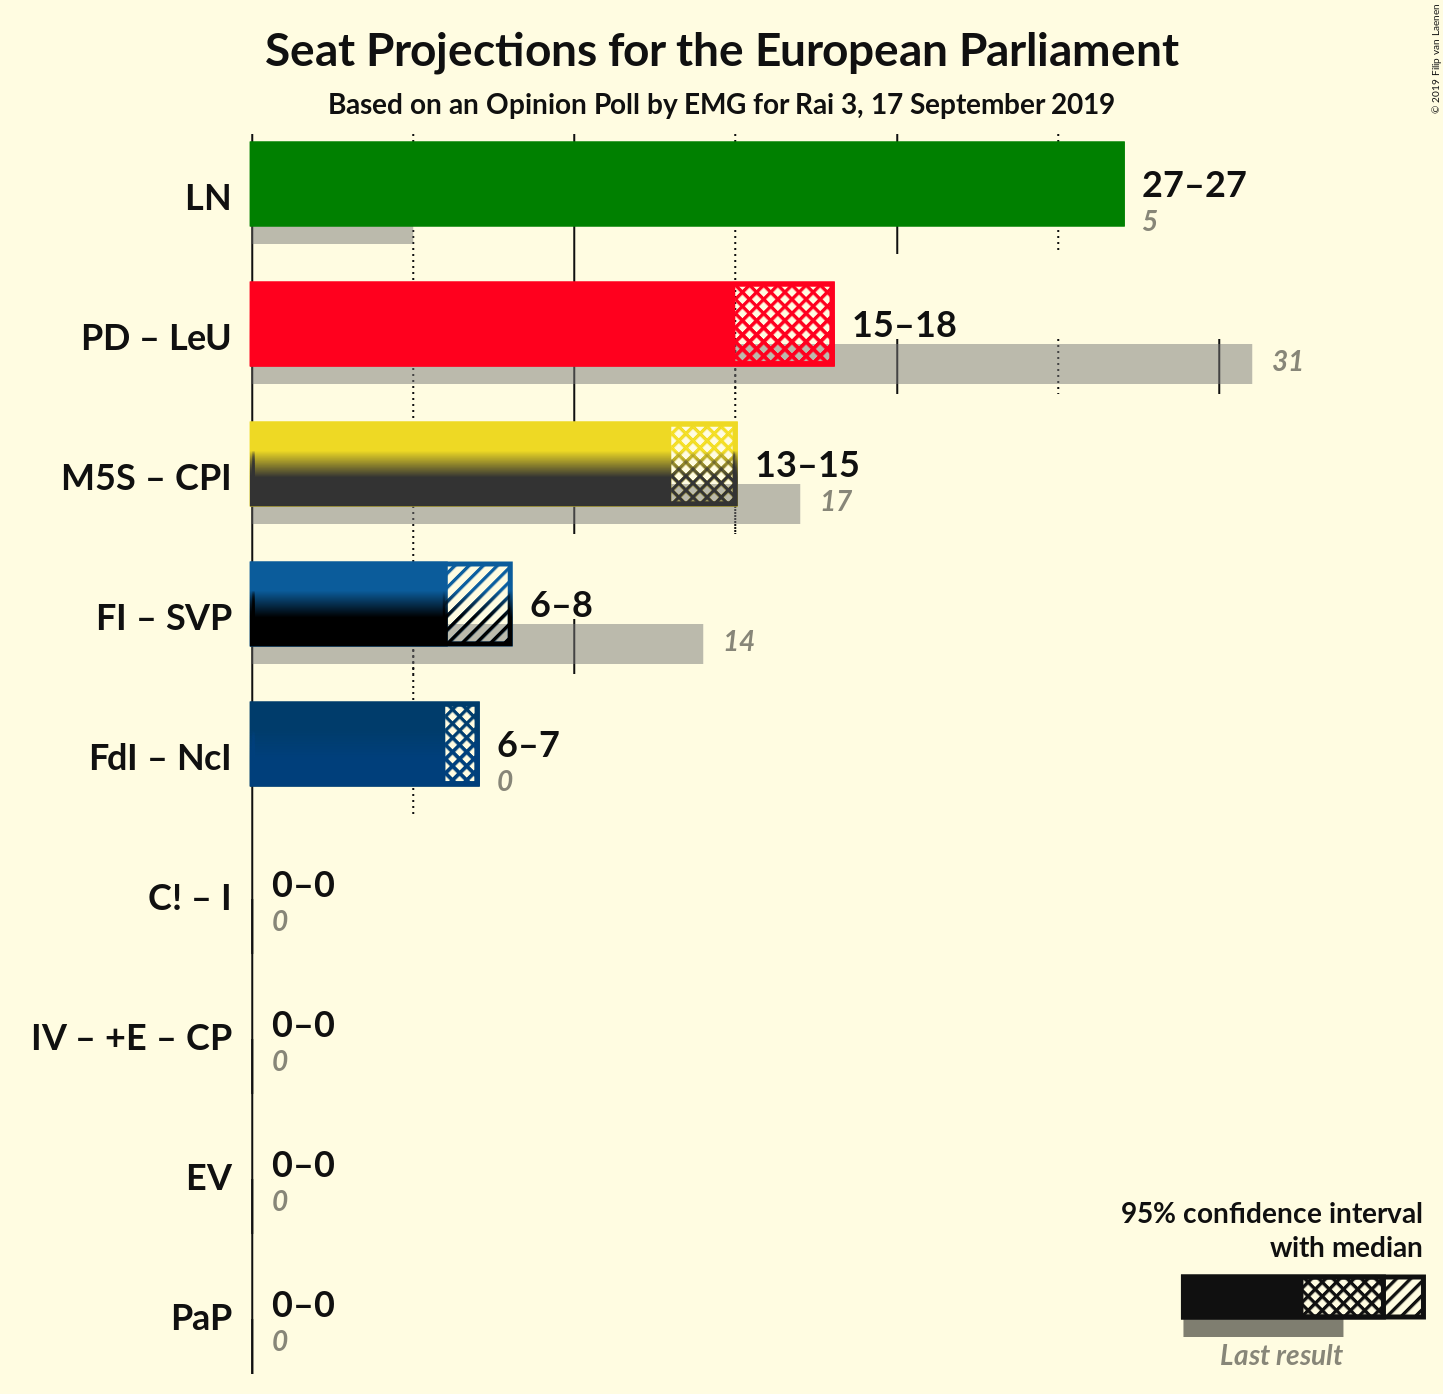 Seat Projections for the European Parliament
Based on an Opinion Poll by EMG for Rai 3, 17 September 2019
© 2019 Filip van Laenen
LN
27–27
5
PD – LeU
15–18
31
M5S – CPI
13–15
17
FI – SVP
6–8
14
FdI – NcI
6–7
0
C! – I
0–0
0
IV – +E – CP
0–0
0
EV
0–0
0
PaP
0–0
0
95% confidence interval
with median
Last result